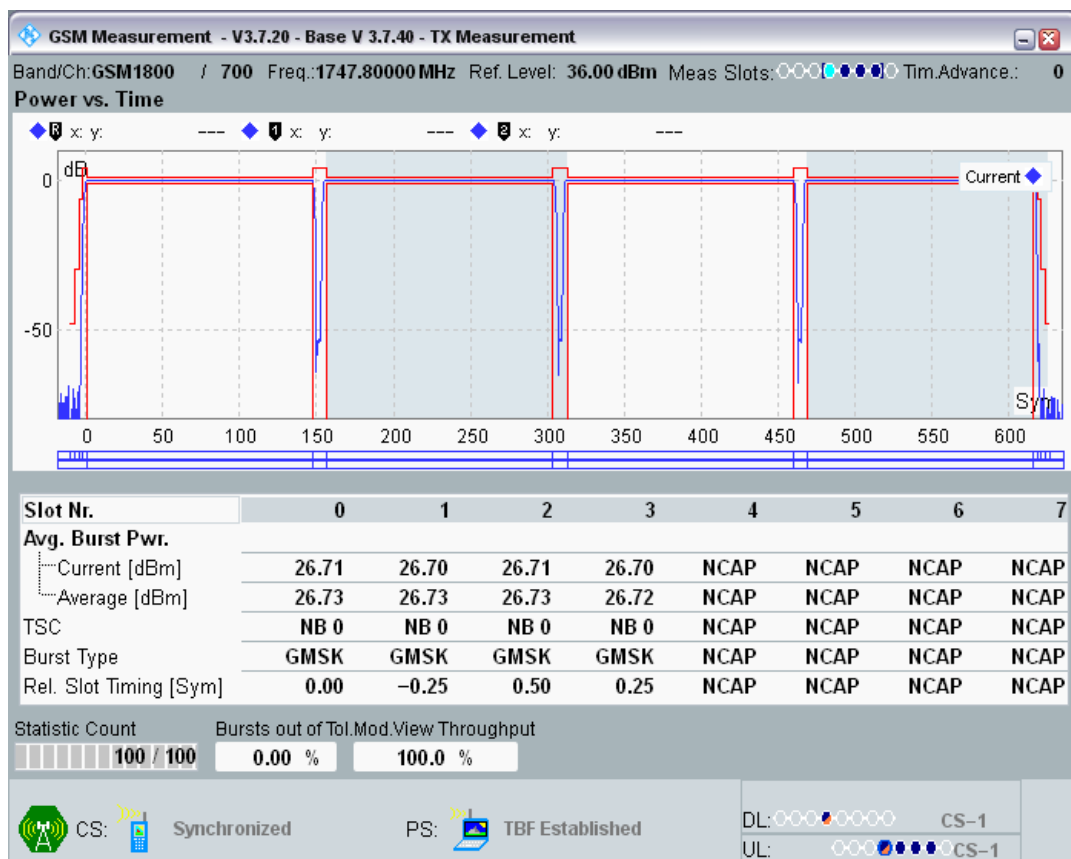 GSM Measurement - V3.7.20 - Base V 3.7.40 - TX Measurement
Band/Ch:GSM1800 / 700 Freq.:1747.80000 MHz Ref. Level: 36.00 dBm Meas Slots: Tim.Advance.: 0
Power vs. Time
R x: y: --- 1 x: y: --- 2 x: y: ---
dB
Current
0
-50
Sym
0 50 100 150 200 250 300 350 400 450 500 550 600
Slot Nr. 0 1 2 3 4 5 6 7
Avg. Burst Pwr.
Current [dBm] 26.71 26.70 26.71 26.70 NCAP NCAP NCAP NCAP
Average [dBm] 26.73 26.73 26.73 26.72 NCAP NCAP NCAP NCAP
TSC NB 0 NB 0 NB 0 NB 0 NCAP NCAP NCAP NCAP
Burst Type GMSK GMSK GMSK GMSK NCAP NCAP NCAP NCAP
Rel. Slot Timing [Sym] 0.00 −0.25 0.50 0.25 NCAP NCAP NCAP NCAP
Statistic Count Bursts out of Tol.Mod.View Throughput
100 / 100 0.00 % 100.0 %
CS: Synchronized PS: TBF Established DL: CS−1
UL: CS−1